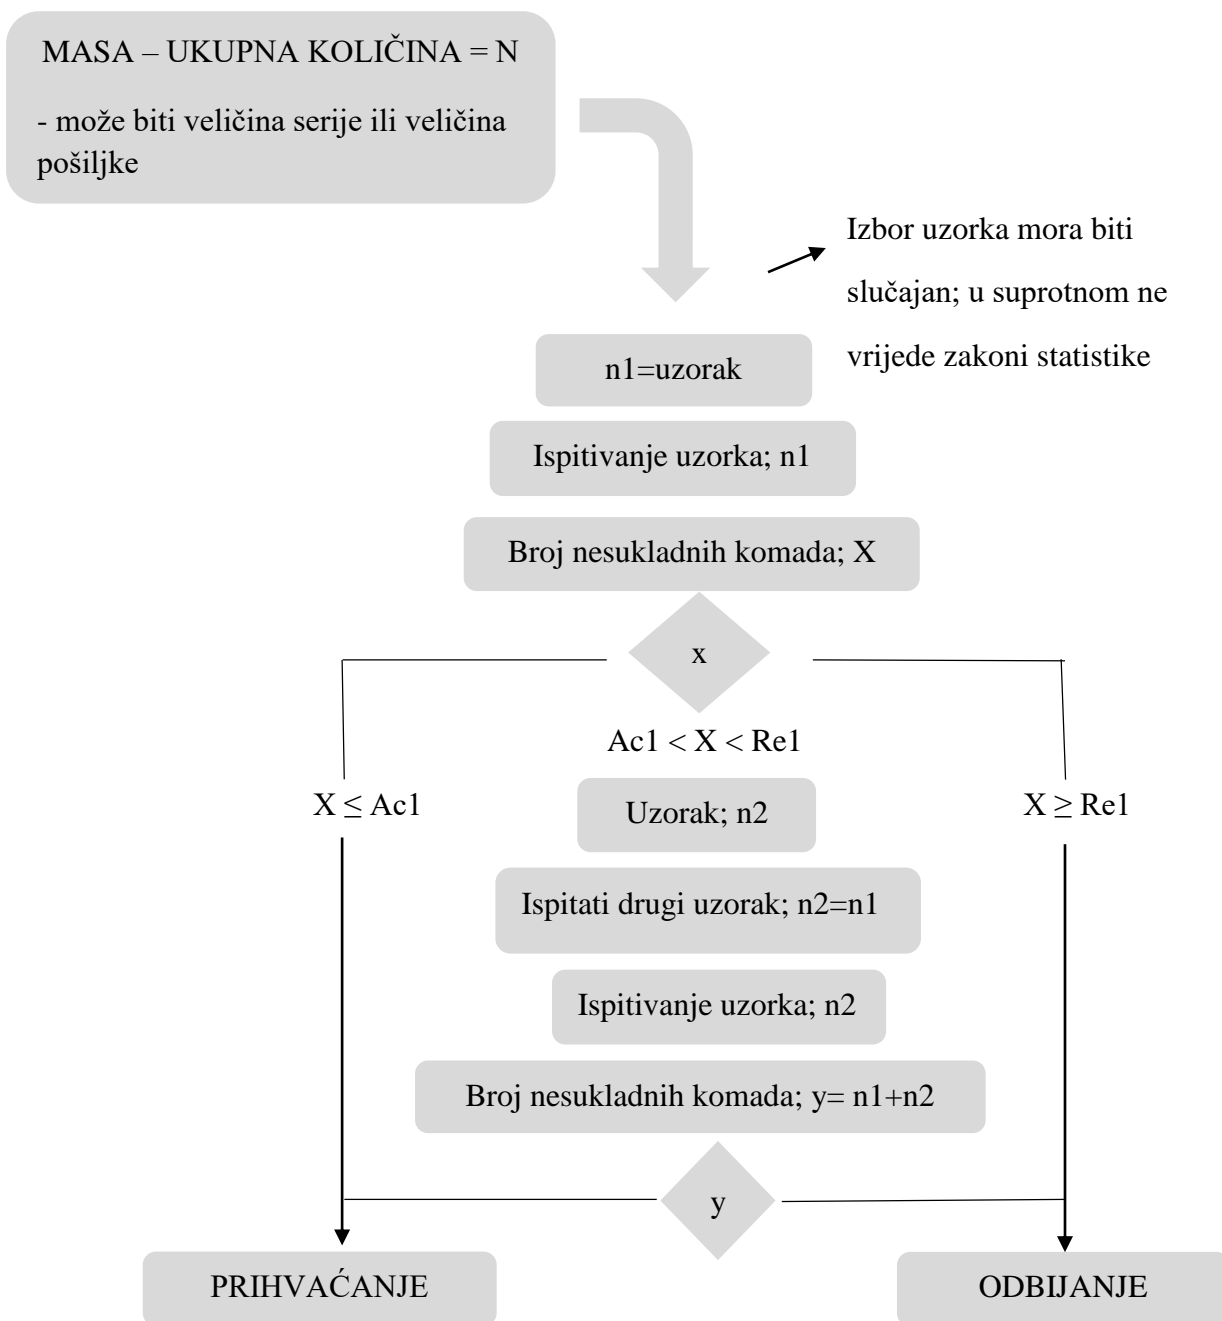 MASA – UKUPNA KOLIČINA = N
- može biti veličina serije ili veličina
pošiljke
Izbor uzorka mora biti
slučajan; u suprotnom ne
vrijede zakoni statistike
n1=uzorak
Ispitivanje uzorka; n1
Broj nesukladnih komada; X
x
Ac1 < X < Re1
X ≤ Ac1
Uzorak; n2
X ≥ Re1
Ispitati drugi uzorak; n2=n1
Ispitivanje uzorka; n2
Broj nesukladnih komada; y= n1+n2
y
PRIHVAĆANJE
ODBIJANJE